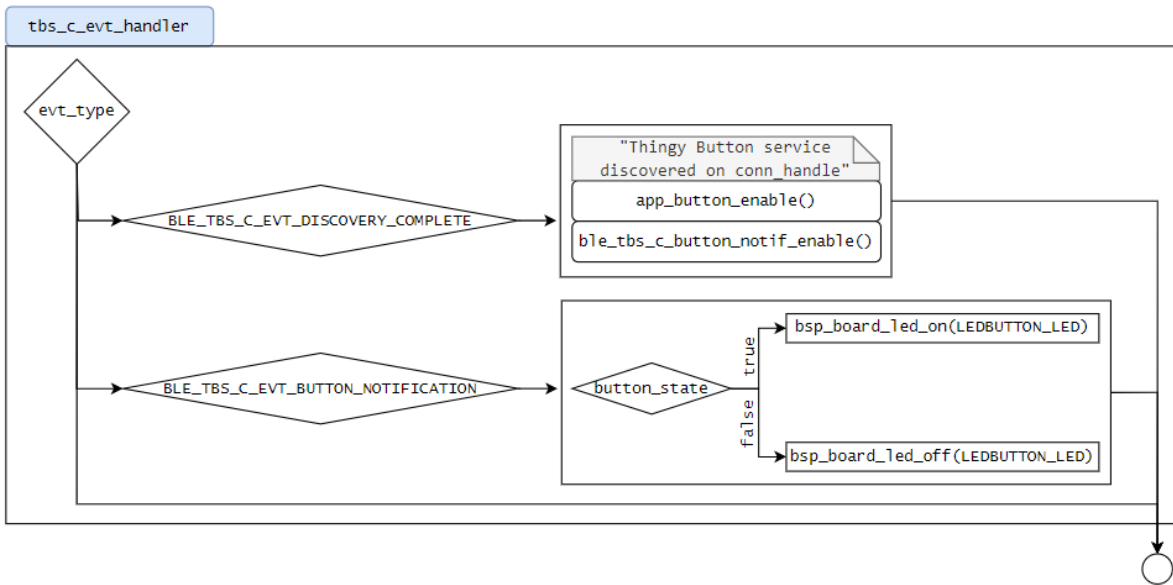 tbs_c_evt_handler
evt_type
"Thingy Button service
discovered on conn_handle"
app_button_enable()
BLE_TBS_C_EVT_DISCOVERY_COMPLETE
ble_tbs_c_button_notif_enable()
bsp_board_led_on(LEDBUTTON_LED)
true
BLE_TBS_C_EVT_BUTTON_NOTIFICATION
button_state
false
bsp_board_led_off(LEDBUTTON_LED)